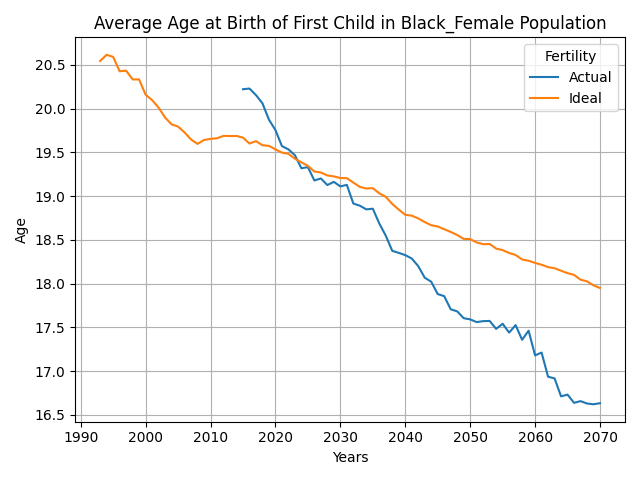 Average Age at Birth of First Child in Black_Female Population
Fertility
Actual
Ideal
Age
20.5
20.0
19.5
19.0
18.5
18.0
17.5
17.0
16.5
1990 2000 2010 2020 2030 2040 2050 2060 2070
Years